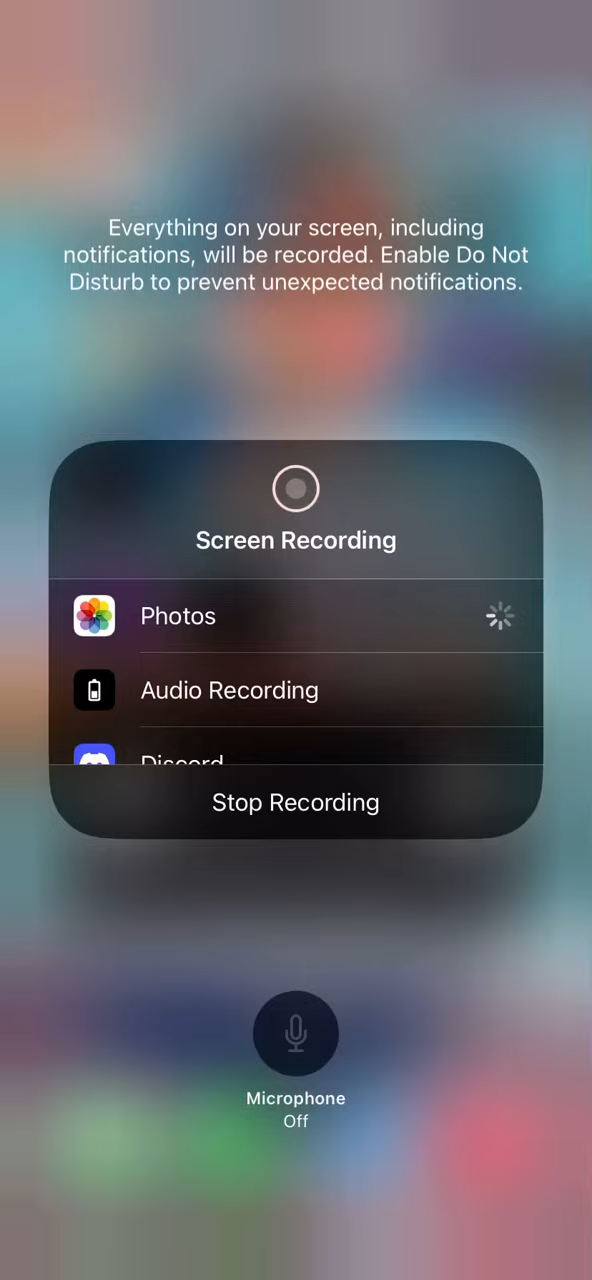 Everything on your screen, including
notifications, will be recorded. Enable Do Not
Disturb to prevent unexpected notifications.
Screen Recording
Photos
Audio Recording
Discord
Stop Recording
Microphone
Off